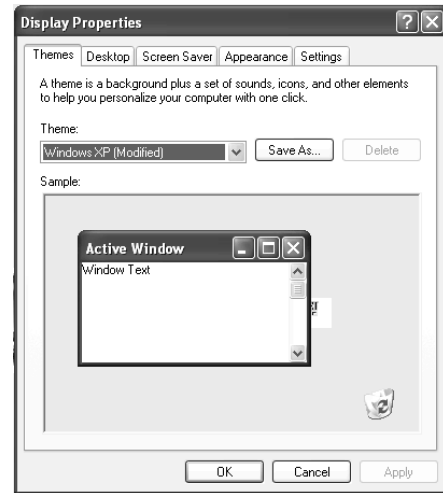 Display Properties
Themes Desktop Screen Saver Appearance Settings
A theme is a background plus a set of sounds, icons, and other elements
to help you personalize your computer with one click.
Theme:
Windows XP (Modified) Save As... Delete
Sample:
Active Window
Window Text
OK Cancel Apply